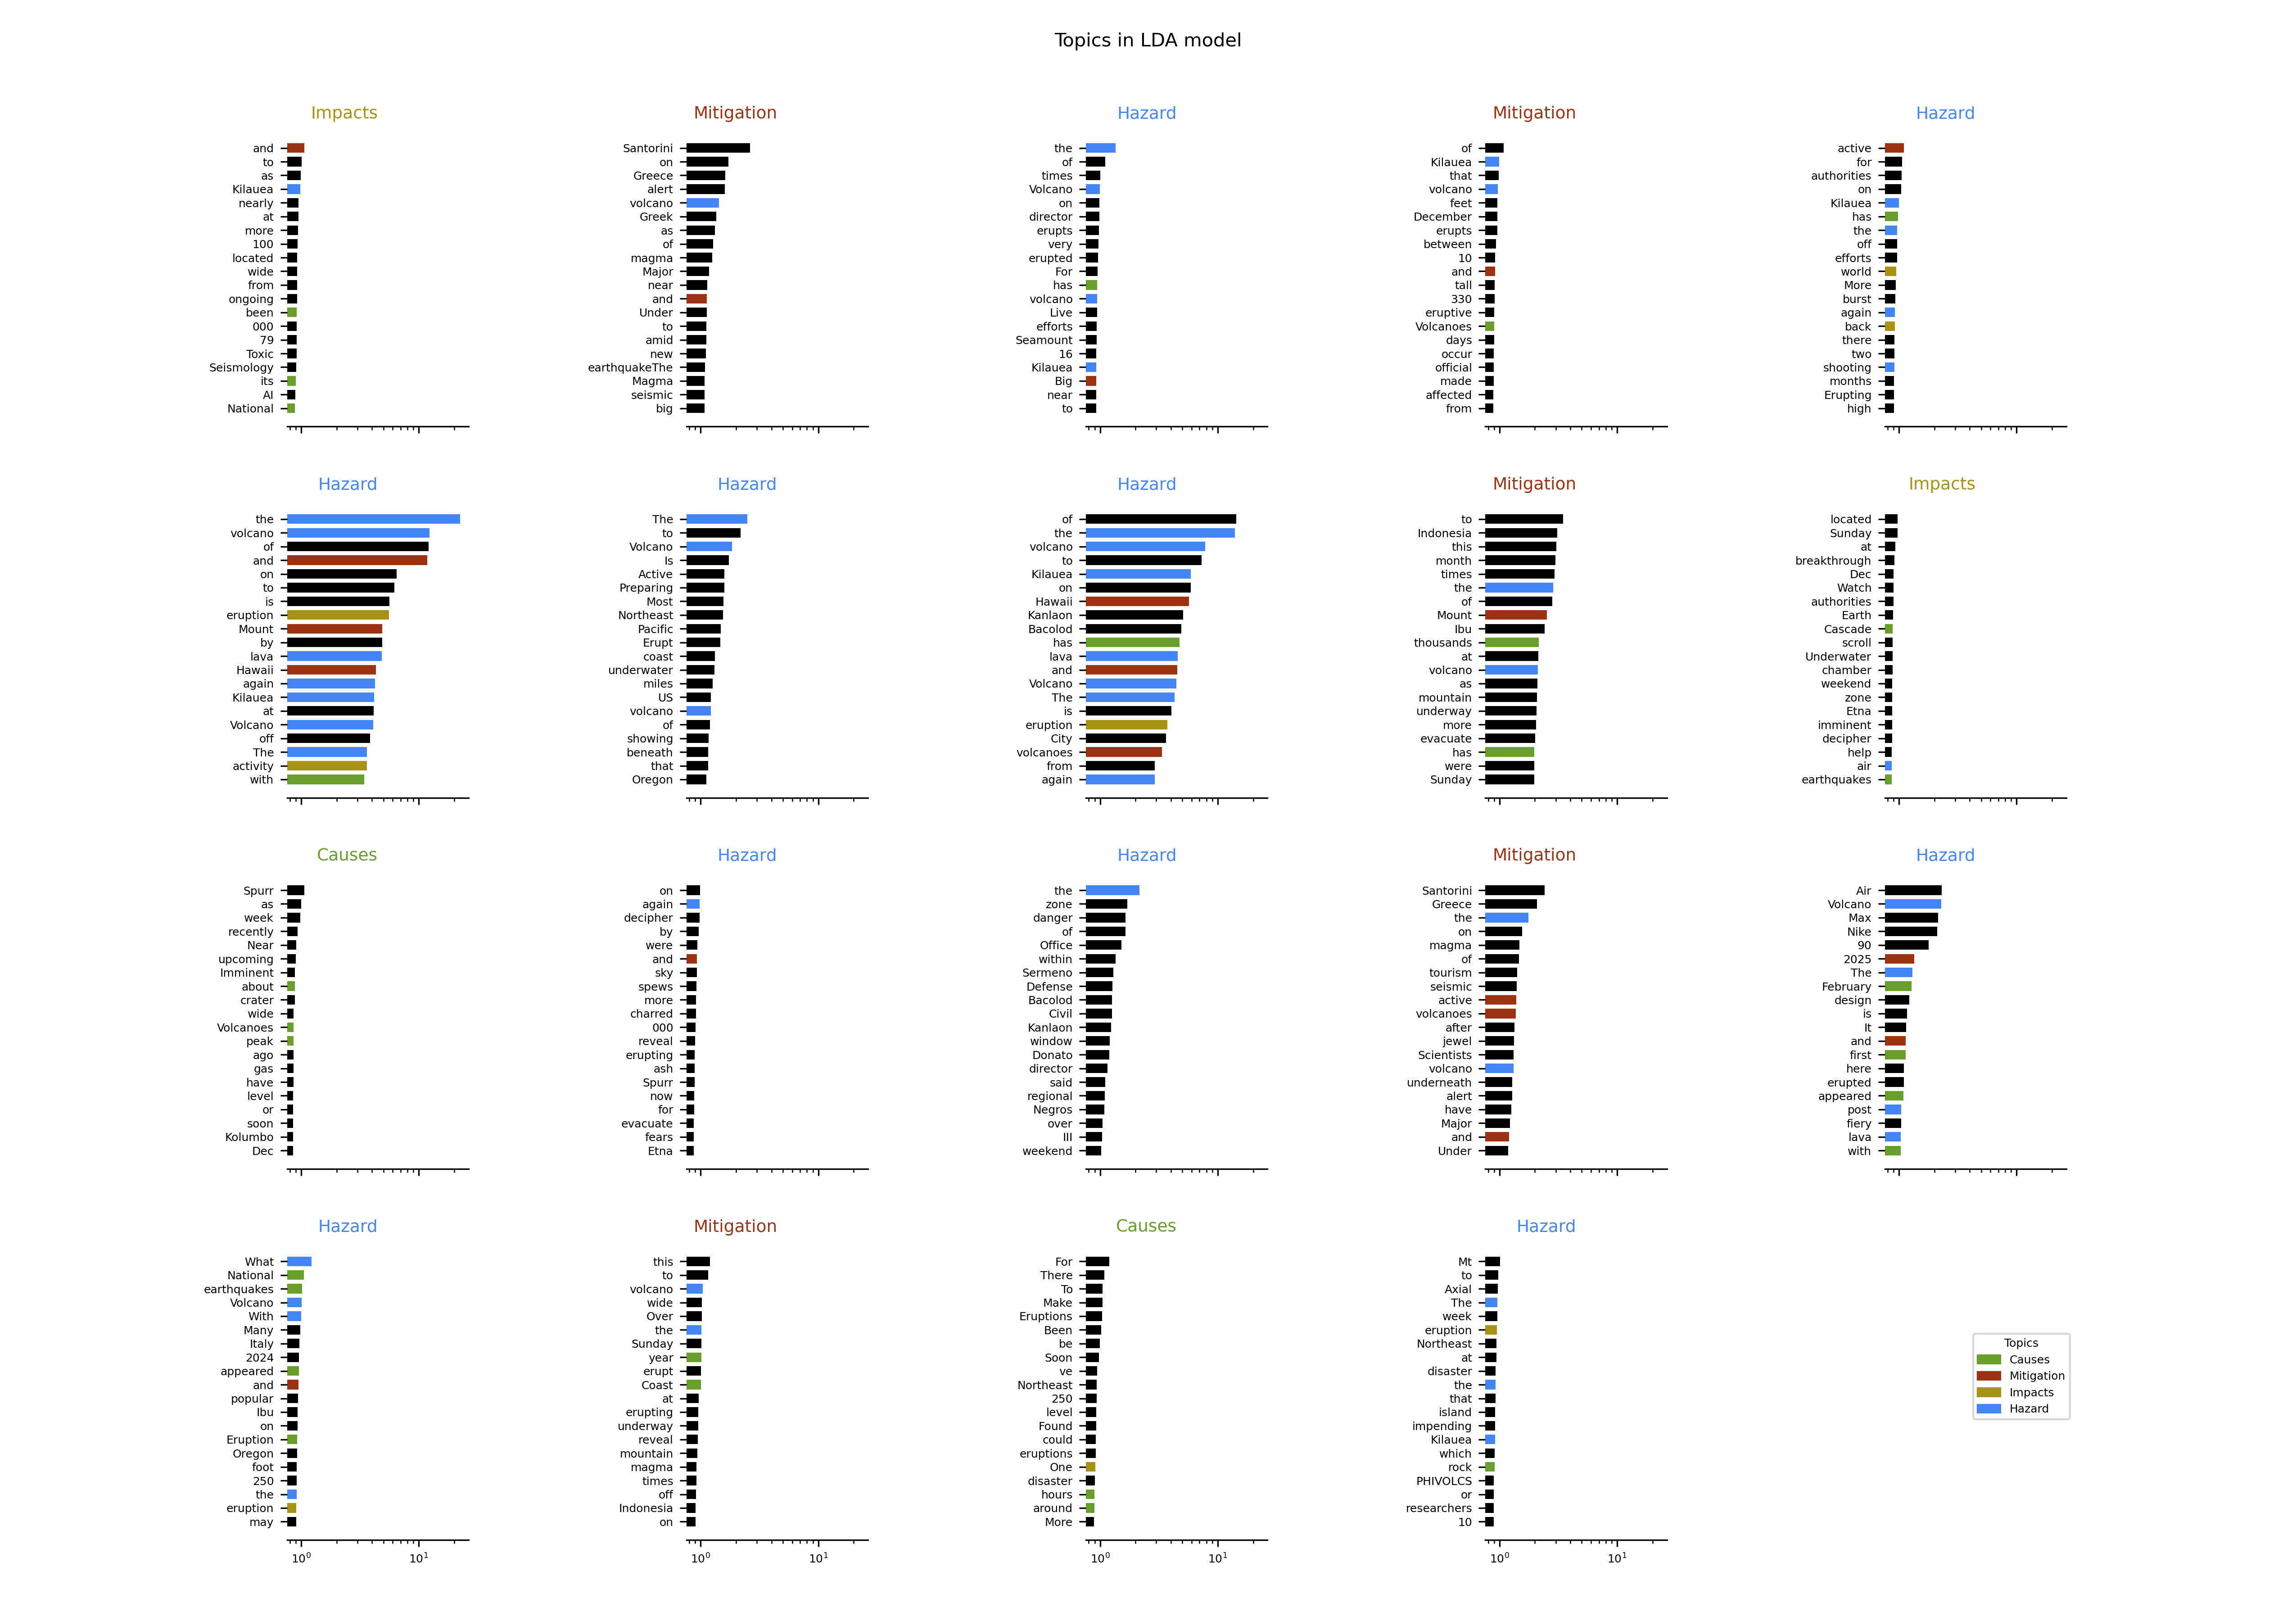 Topics in LDA model
Impacts
and
to
as
Kilauea
nearly
at
more
100
located
wide
from
ongoing
been
000
79
Toxic
Seismology
its
AI
National
Mitigation
Santorini
on
Greece
alert
volcano
Greek
as
of
magma
Major
near
and
Under
to
amid
new
earthquakeThe
Magma
seismic
big
Hazard
the
of
times
Volcano
on
director
erupts
very
erupted
For
has
volcano
Live
efforts
Seamount
16
Kilauea
Big
near
to
Mitigation
of
Kilauea
that
volcano
feet
December
erupts
between
10
and
tall
330
eruptive
Volcanoes
days
occur
official
made
affected
from
Hazard
active
for
authorities
on
Kilauea
has
the
off
efforts
world
More
burst
again
back
there
two
shooting
months
Erupting
high
Hazard
the
volcano
of
and
on
to
is
eruption
Mount
by
lava
Hawaii
again
Kilauea
at
Volcano
off
The
activity
with
Hazard
The
to
Volcano
Is
Active
Preparing
Most
Northeast
Pacific
Erupt
coast
underwater
miles
US
volcano
of
showing
beneath
that
Oregon
Hazard
of
the
volcano
to
Kilauea
on
Hawaii
Kanlaon
Bacolod
has
lava
and
Volcano
The
is
eruption
City
volcanoes
from
again
Mitigation
to
Indonesia
this
month
times
the
of
Mount
Ibu
thousands
at
volcano
as
mountain
underway
more
evacuate
has
were
Sunday
Impacts
located
Sunday
at
breakthrough
Dec
Watch
authorities
Earth
Cascade
scroll
Underwater
chamber
weekend
zone
Etna
imminent
decipher
help
air
earthquakes
Causes
Spurr
as
week
recently
Near
upcoming
Imminent
about
crater
wide
Volcanoes
peak
ago
gas
have
level
or
soon
Kolumbo
Dec
Hazard
on
again
decipher
by
were
and
sky
spews
more
charred
000
reveal
erupting
ash
Spurr
now
for
evacuate
fears
Etna
Hazard
the
zone
danger
of
Office
within
Sermeno
Defense
Bacolod
Civil
Kanlaon
window
Donato
director
said
regional
Negros
over
III
weekend
Mitigation
Santorini
Greece
the
on
magma
of
tourism
seismic
active
volcanoes
after
jewel
Scientists
volcano
underneath
alert
have
Major
and
Under
Hazard
Air
Volcano
Max
Nike
90
2025
The
February
design
is
It
and
first
here
erupted
appeared
post
fiery
lava
with
Hazard
What
National
earthquakes
Volcano
With
Many
Italy
2024
appeared
and
popular
Ibu
on
Eruption
Oregon
foot
250
the
eruption
may
10⁰ 10¹
Mitigation
this
to
volcano
wide
Over
the
Sunday
year
erupt
Coast
at
erupting
underway
reveal
mountain
magma
times
off
Indonesia
on
10⁰ 10¹
Causes
For
There
To
Make
Eruptions
Been
be
Soon
ve
Northeast
250
level
Found
could
eruptions
One
disaster
hours
around
More
10⁰ 10¹
Hazard
Mt
to
Axial
The
week
eruption
Northeast
at
disaster
the
that
island
impending
Kilauea
which
rock
PHIVOLCS
or
researchers
10
10⁰ 10¹
Topics
Causes
Mitigation
Impacts
Hazard